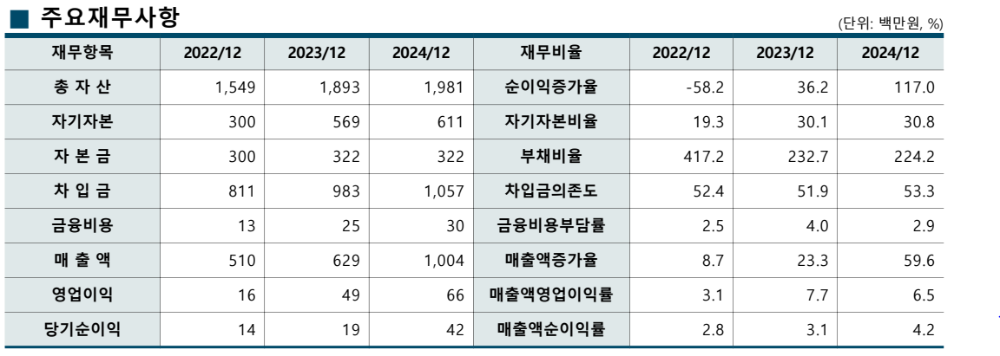 ■ 주요재무사항
(단위: 백만원, %)
재무항목 2022/12 2023/12 2024/12 재무비율 2022/12 2023/12 2024/12
총 자 산 1,549 1,893 1,981 순이익증가율 -58.2 36.2 117.0
자기자본 300 569 611 자기자본비율 19.3 30.1 30.8
자 본 금 300 322 322 부채비율 417.2 232.7 224.2
차 입 금 811 983 1,057 차입금의존도 52.4 51.9 53.3
금융비용 13 25 30 금융비용부담률 2.5 4.0 2.9
매 출 액 510 629 1,004 매출액증가율 8.7 23.3 59.6
영업이익 16 49 66 매출액영업이익률 3.1 7.7 6.5
당기순이익 14 19 42 매출액순이익률 2.8 3.1 4.2